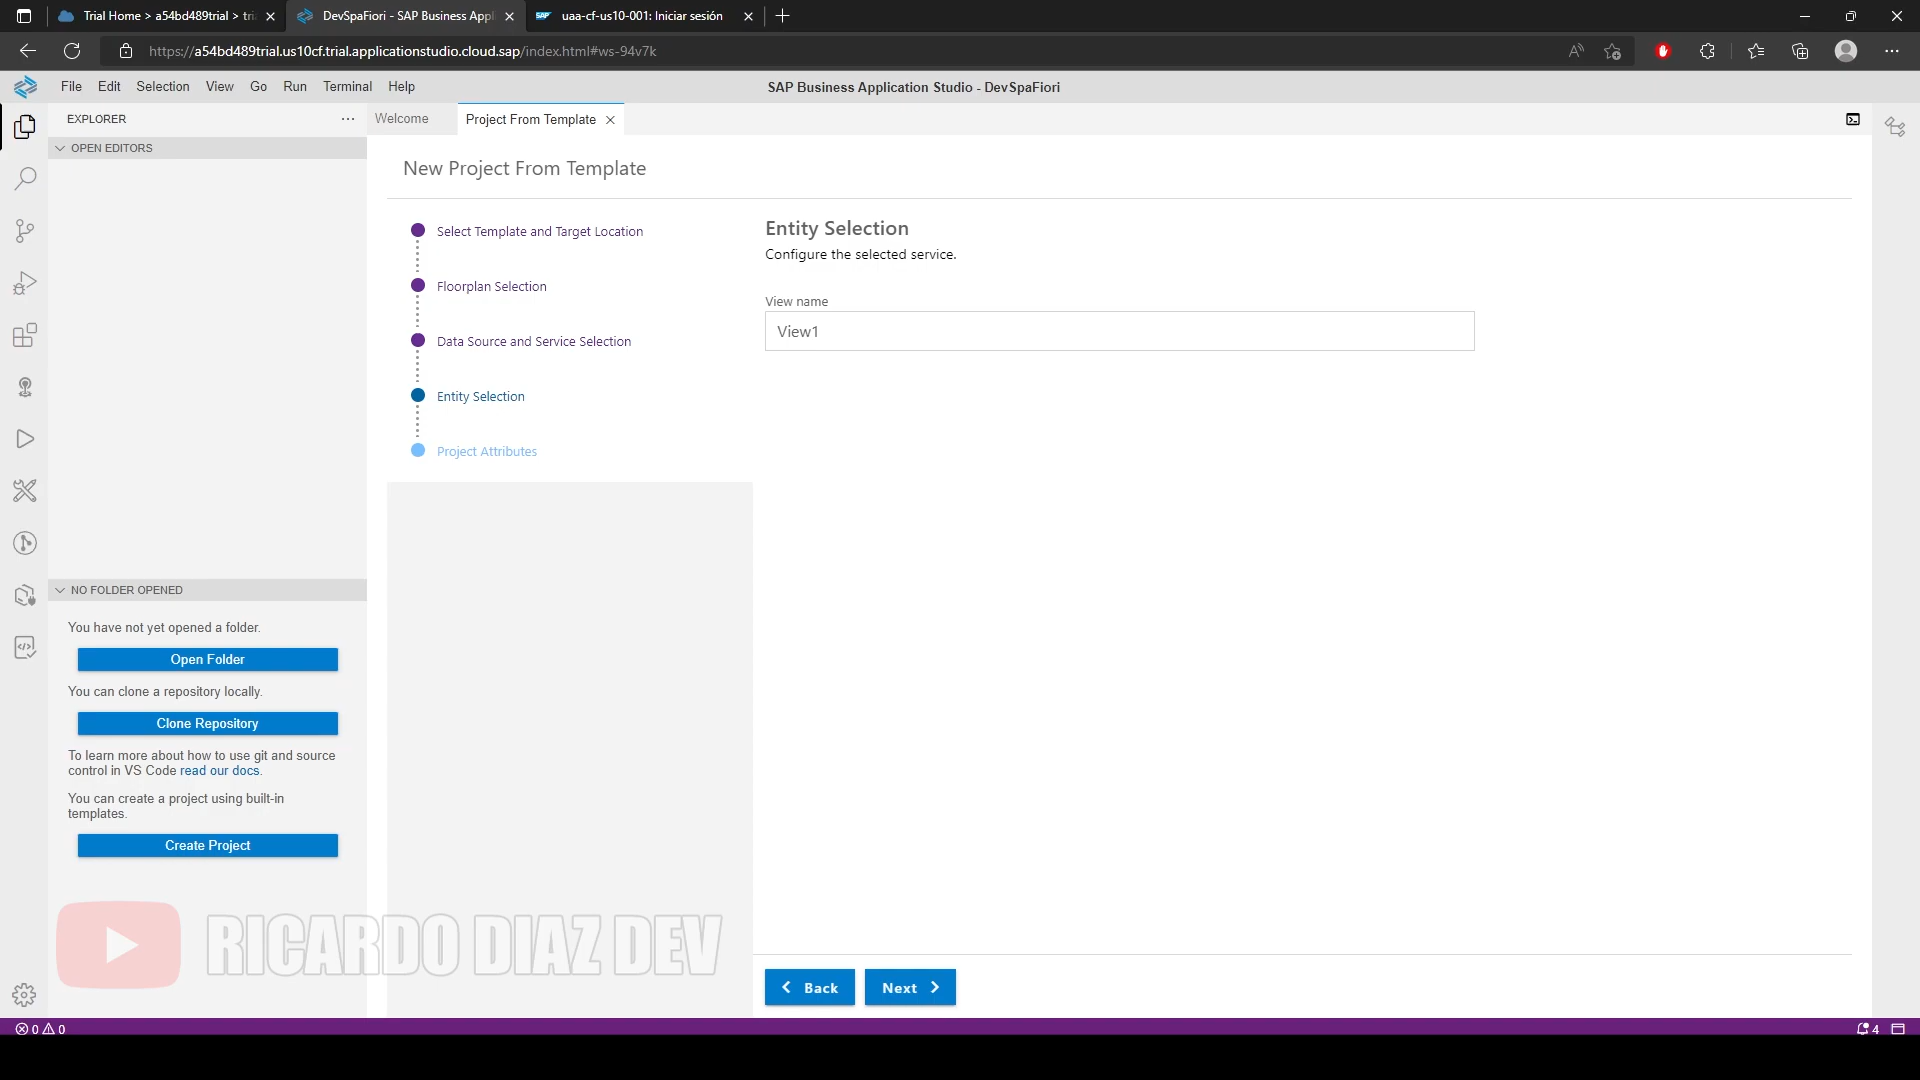 Trial Home > a54bd489trial > tri
DevSpaFiori - SAP Business Appl
SAP
uaa-cf-us10-001: Iniciar sesión
https://a54bd489trial.us10cf.trial.applicationstudio.cloud.sap/index.html#ws-94v7k
File Edit Selection View Go Run Terminal Help
SAP Business Application Studio - DevSpaFiori
EXPLORER
Welcome
Project From Template
OPEN EDITORS
New Project From Template
Select Template and Target Location
Floorplan Selection
Data Source and Service Selection
Entity Selection
Project Attributes
Entity Selection
Configure the selected service.
View name
View1
NO FOLDER OPENED
You have not yet opened a folder.
Open Folder
You can clone a repository locally.
Clone Repository
To learn more about how to use git and source
control in VS Code read our docs.
You can create a project using built-in
templates.
Create Project
RICARDO DIAZ DEV
Back
Next
0 0
4